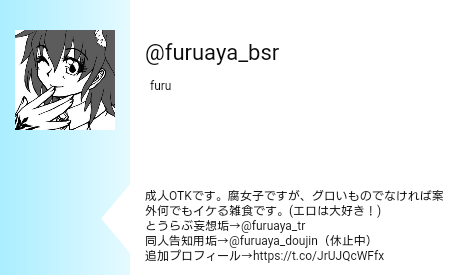 @furuaya_bsr
furu
成人OTKです。腐女子ですが、グロいものでなければ案
外何でもイケる雑食です。(エロは大好き！)
とうらぶ妄想垢→@furuaya_tr
同人告知用垢→@furuaya_doujin（休止中）
追加プロフィール→https://t.co/JrUJQcWFfx